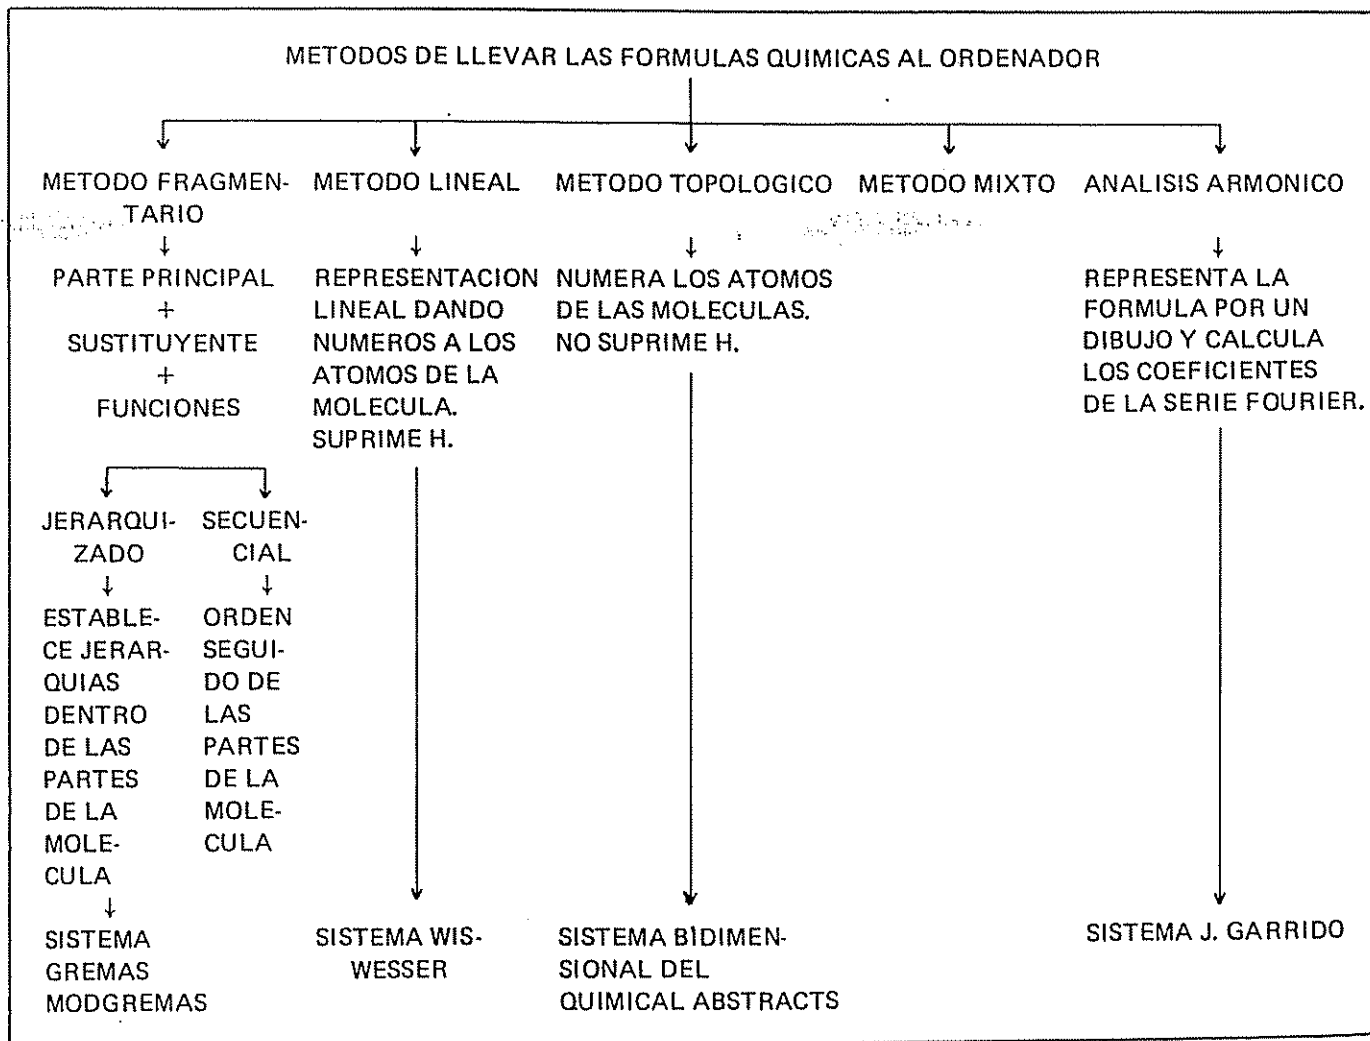 METODOS DE LLEVAR LAS FORMULAS QUIMICAS AL ORDENADOR
METODO FRAGMEN-
TARIO
PARTE PRINCIPAL
+
SUSTITUYENTE
+
FUNCIONES
JERARQUI-
ZADO
ESTABLE-
CE JERAR-
QUIAS
DENTRO
DE LAS
PARTES
DE LA
MOLE-
CULA
SISTEMA
GREMAS
MODGREMAS
SECUEN-
CIAL
ORDEN
SEGUI-
DO DE
LAS
PARTES
DE LA
MOLE-
CULA
METODO LINEAL
REPRESENTACION
LINEAL DANDO
NUMEROS A LOS
ATOMOS DE LA
MOLECULA.
SUPRIME H.
SISTEMA WIS-
WESSER
METODO TOPOLOGICO
NUMERA LOS ATOMOS
DE LAS MOLECULAS.
NO SUPRIME H.
SISTEMA BIDIMEN-
SIONAL DEL
QUIMICAL ABSTRACTS
METODO MIXTO
ANALISIS ARMONICO
REPRESENTA LA
FORMULA POR UN
DIBUJO Y CALCULA
LOS COEFICIENTES
DE LA SERIE FOURIER.
SISTEMA J. GARRIDO